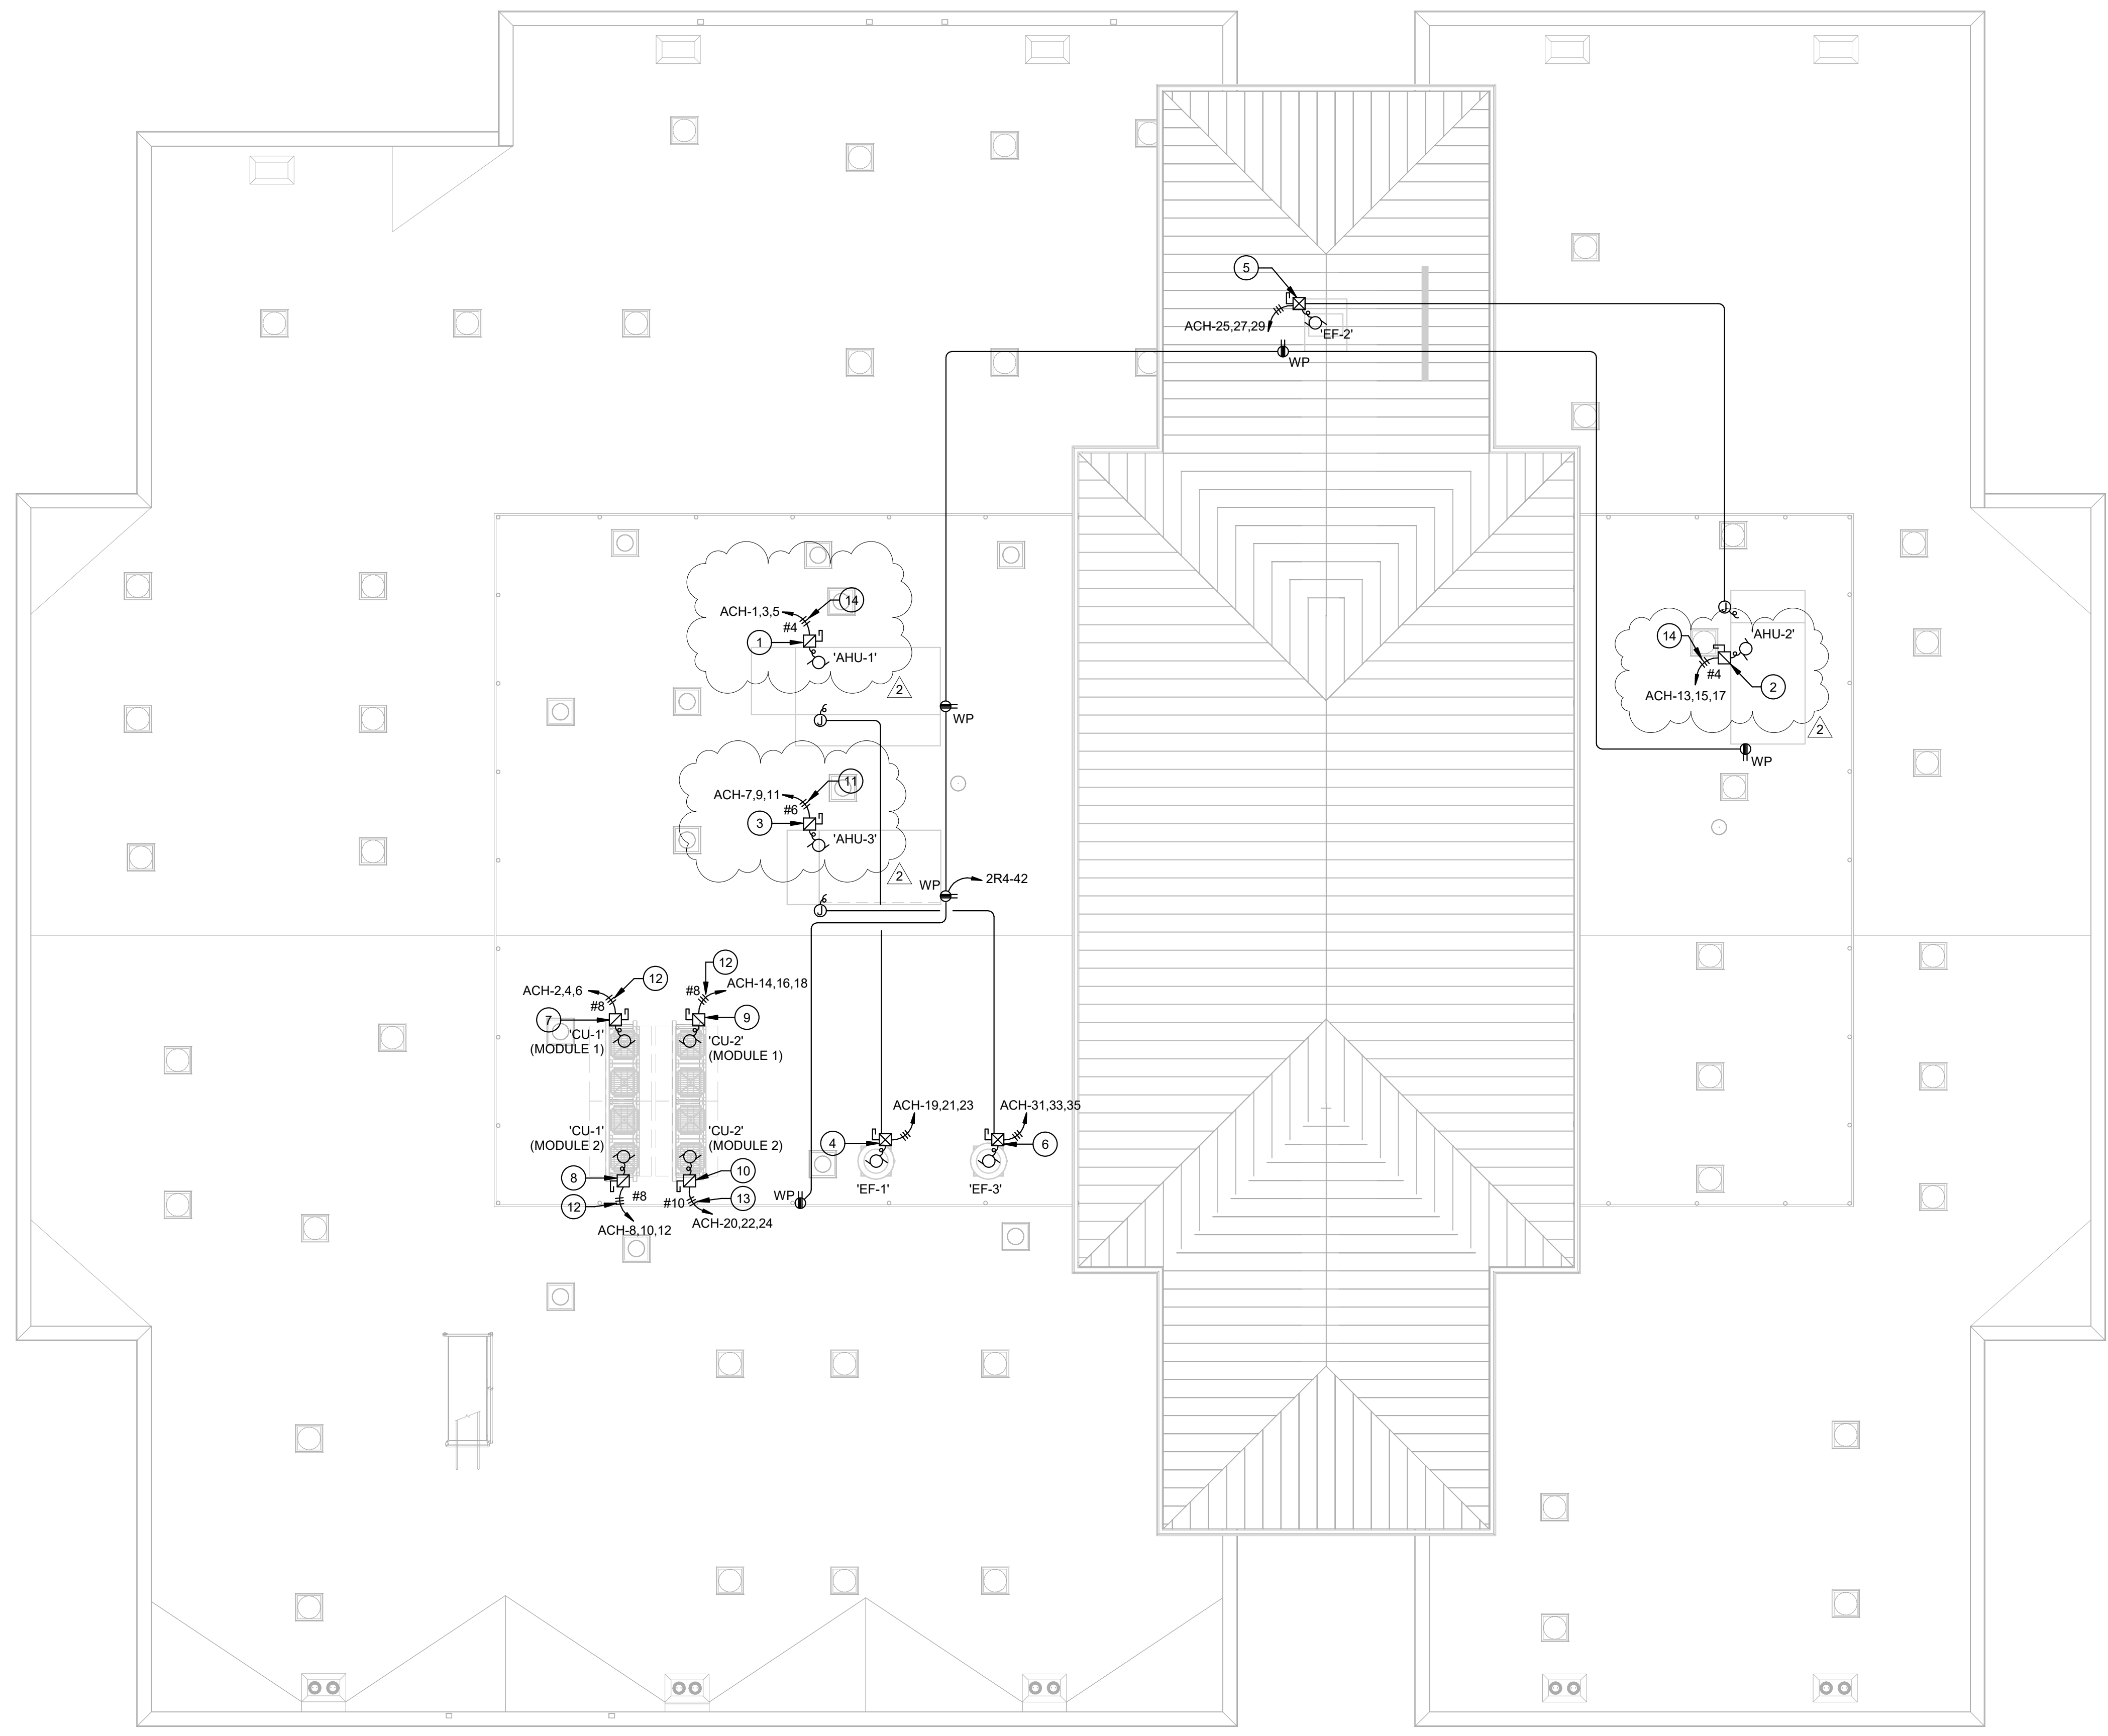 5
ACH-25,27,29
'EF-2'
WP
14
ACH-1,3,5
#4
1
'AHU-1'
2
WP
14
'AHU-2'
#4
2
ACH-13,15,17
2
WP
11
ACH-7,9,11
#6
3
'AHU-3'
2
WP
2R4-42
12
12
ACH-2,4,6
ACH-14,16,18
#8
#8
7
9
'CU-1'
(MODULE 1)
'CU-2'
(MODULE 1)
ACH-19,21,23
ACH-31,33,35
'CU-1'
(MODULE 2)
'CU-2'
(MODULE 2)
4
6
8
10
'EF-1'
'EF-3'
#8
#10
13
WP
12
ACH-8,10,12
ACH-20,22,24